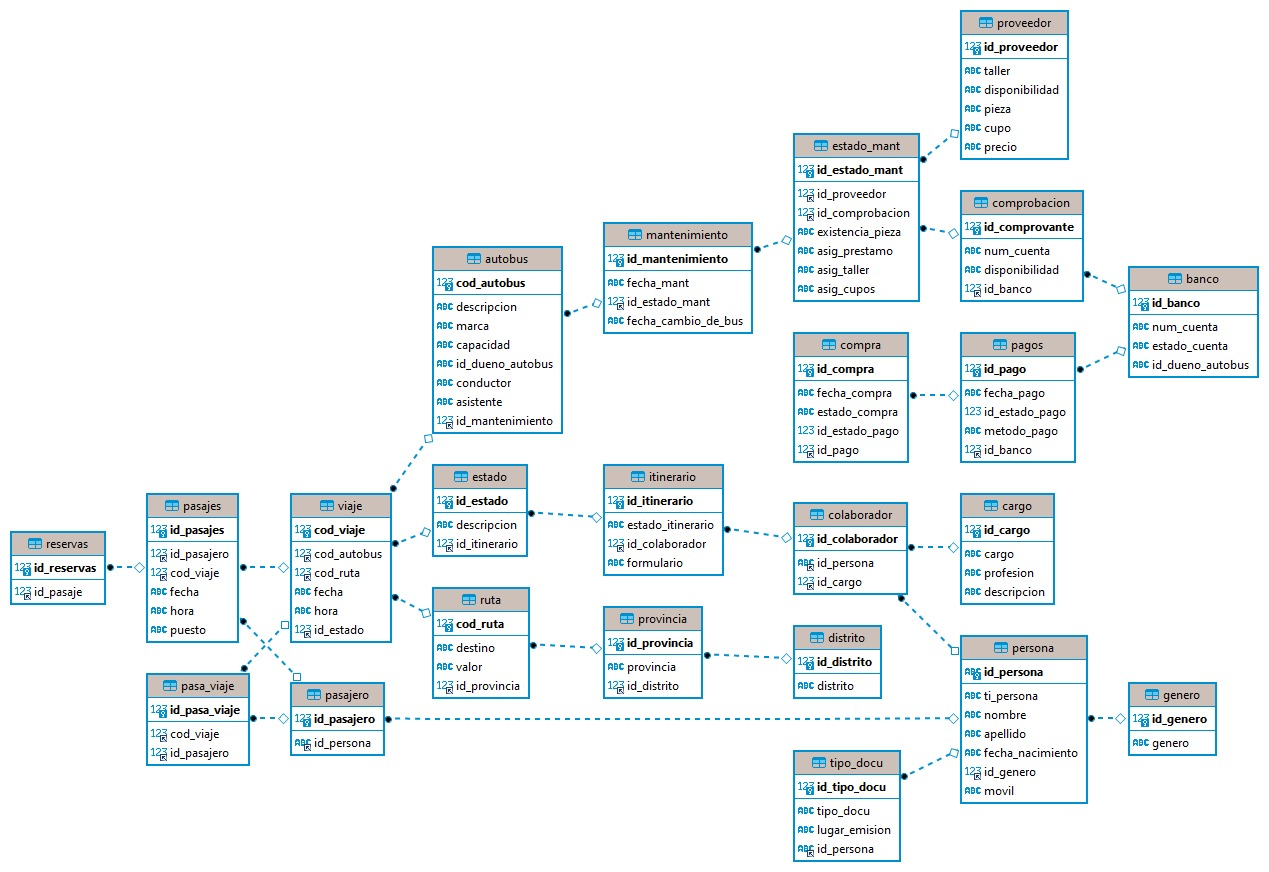 proveedor
id_proveedor
taller
disponibilidad
pieza
cupo
precio
estado_mant
id_estado_mant
id_proveedor
id_comprobacion
existencia_pieza
asig_prestamo
asig_taller
asig_cupos
comprobacion
id_comprovante
num_cuenta
disponibilidad
id_banco
banco
id_banco
num_cuenta
estado_cuenta
id_dueno_autobus
mantenimiento
id_mantenimiento
fecha_mant
id_estado_mant
fecha_cambio_de_bus
autobus
cod_autobus
descripcion
marca
capacidad
id_dueno_autobus
conductor
asistente
id_mantenimiento
compra
id_compra
fecha_compra
estado_compra
id_estado_pago
id_pago
pagos
id_pago
fecha_pago
id_estado_pago
metodo_pago
id_banco
estado
id_estado
descripcion
id_itinerario
itinerario
id_itinerario
estado_itinerario
id_colaborador
formulario
colaborador
id_colaborador
id_persona
id_cargo
cargo
id_cargo
cargo
profesion
descripcion
reservas
id_reservas
id_pasaje
pasajes
id_pasajes
id_pasajero
cod_viaje
fecha
hora
puesto
viaje
cod_viaje
cod_autobus
cod_ruta
fecha
hora
id_estado
ruta
cod_ruta
destino
valor
id_provincia
provincia
id_provincia
provincia
id_distrito
distrito
id_distrito
distrito
persona
id_persona
ti_persona
nombre
apellido
fecha_nacimiento
id_genero
movil
genero
id_genero
genero
pasa_viaje
id_pasa_viaje
cod_viaje
id_pasajero
pasajero
id_pasajero
id_persona
tipo_docu
id_tipo_docu
tipo_docu
lugar_emision
id_persona